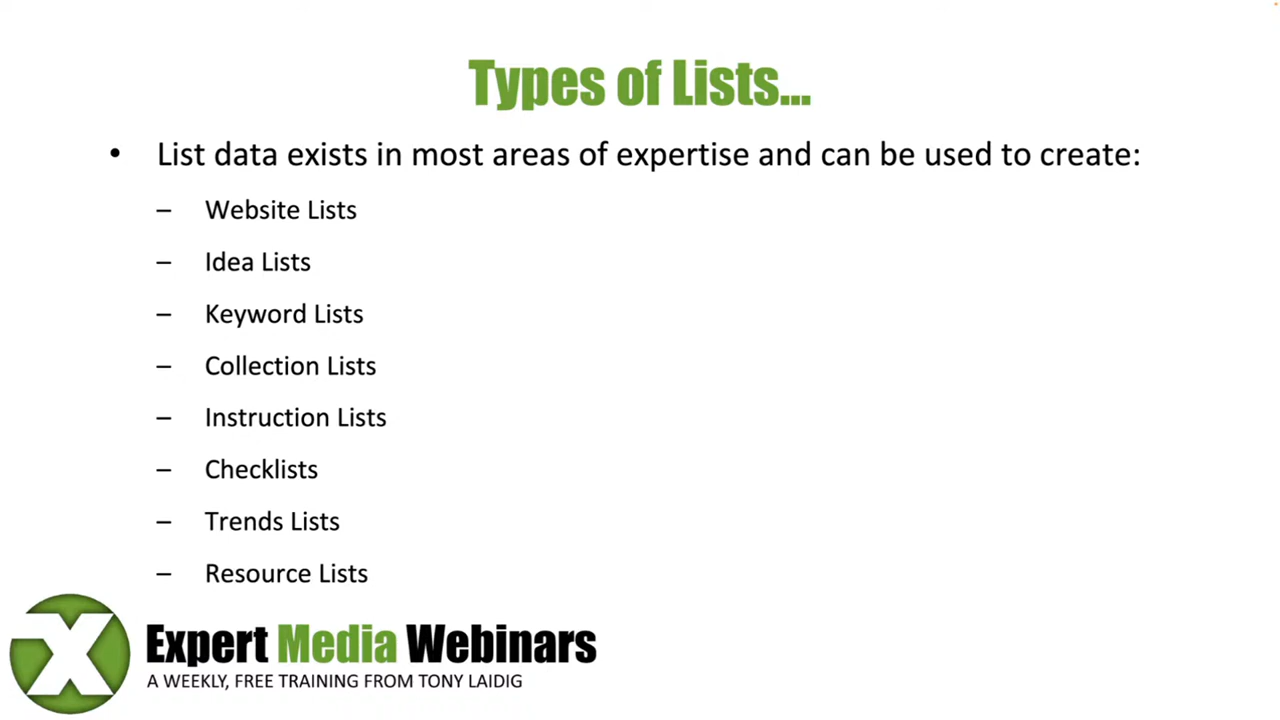 Types of Lists...
• List data exists in most areas of expertise and can be used to create:
– Website Lists
– Idea Lists
– Keyword Lists
– Collection Lists
– Instruction Lists
– Checklists
– Trends Lists
– Resource Lists
X
Expert Media Webinars
A WEEKLY, FREE TRAINING FROM TONY LAIDIG